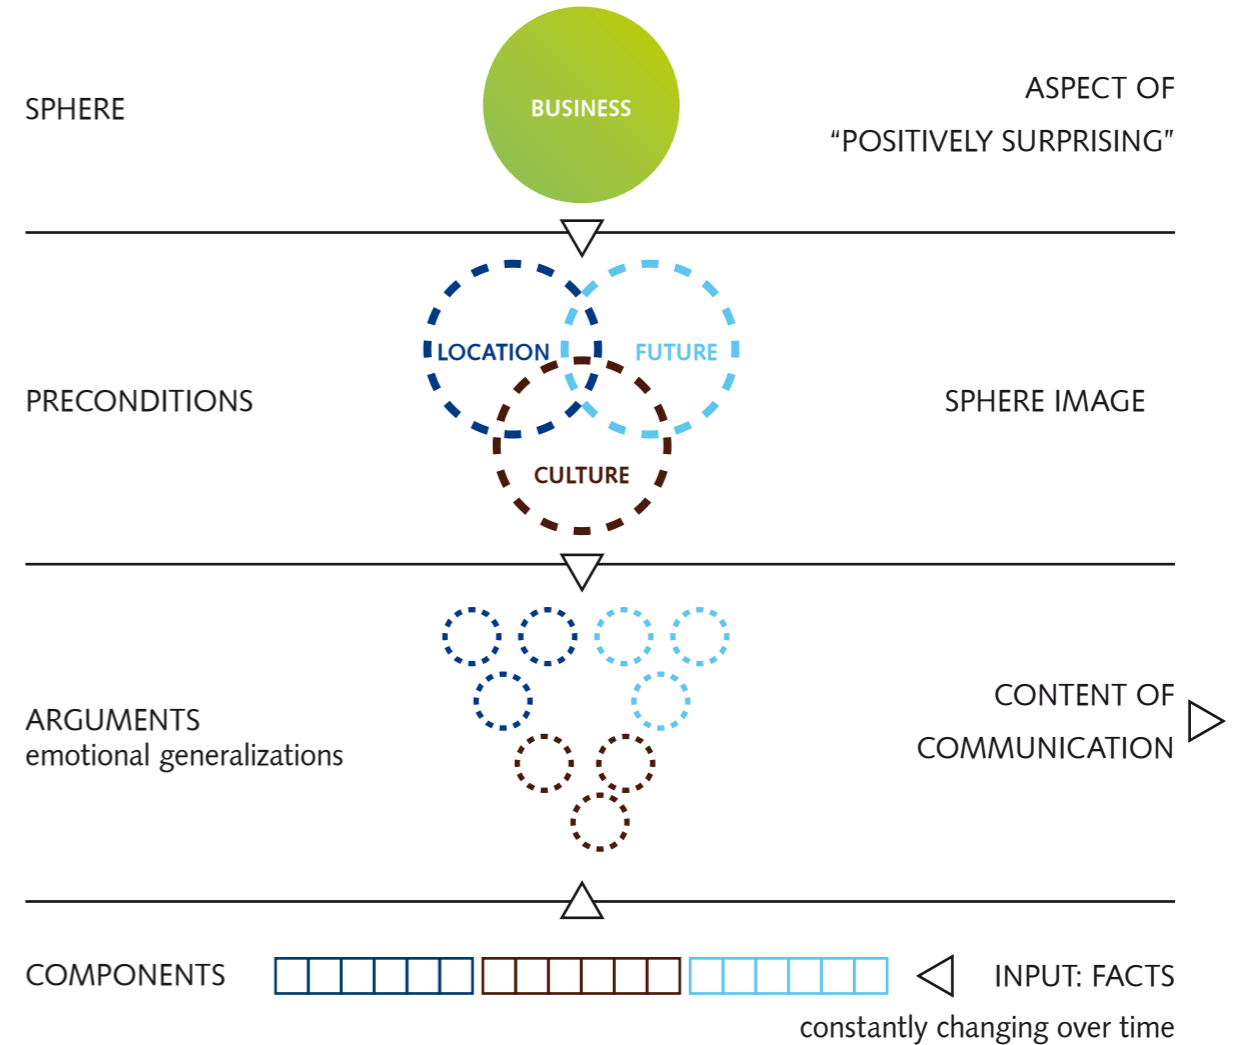 SPHERE
BUSINESS
ASPECT OF
“POSITIVELY SURPRISING”
LOCATION
FUTURE
PRECONDITIONS
SPHERE IMAGE
CULTURE
ARGUMENTS
emotional generalizations
CONTENT OF
COMMUNICATION
COMPONENTS
INPUT: FACTS
constantly changing over time